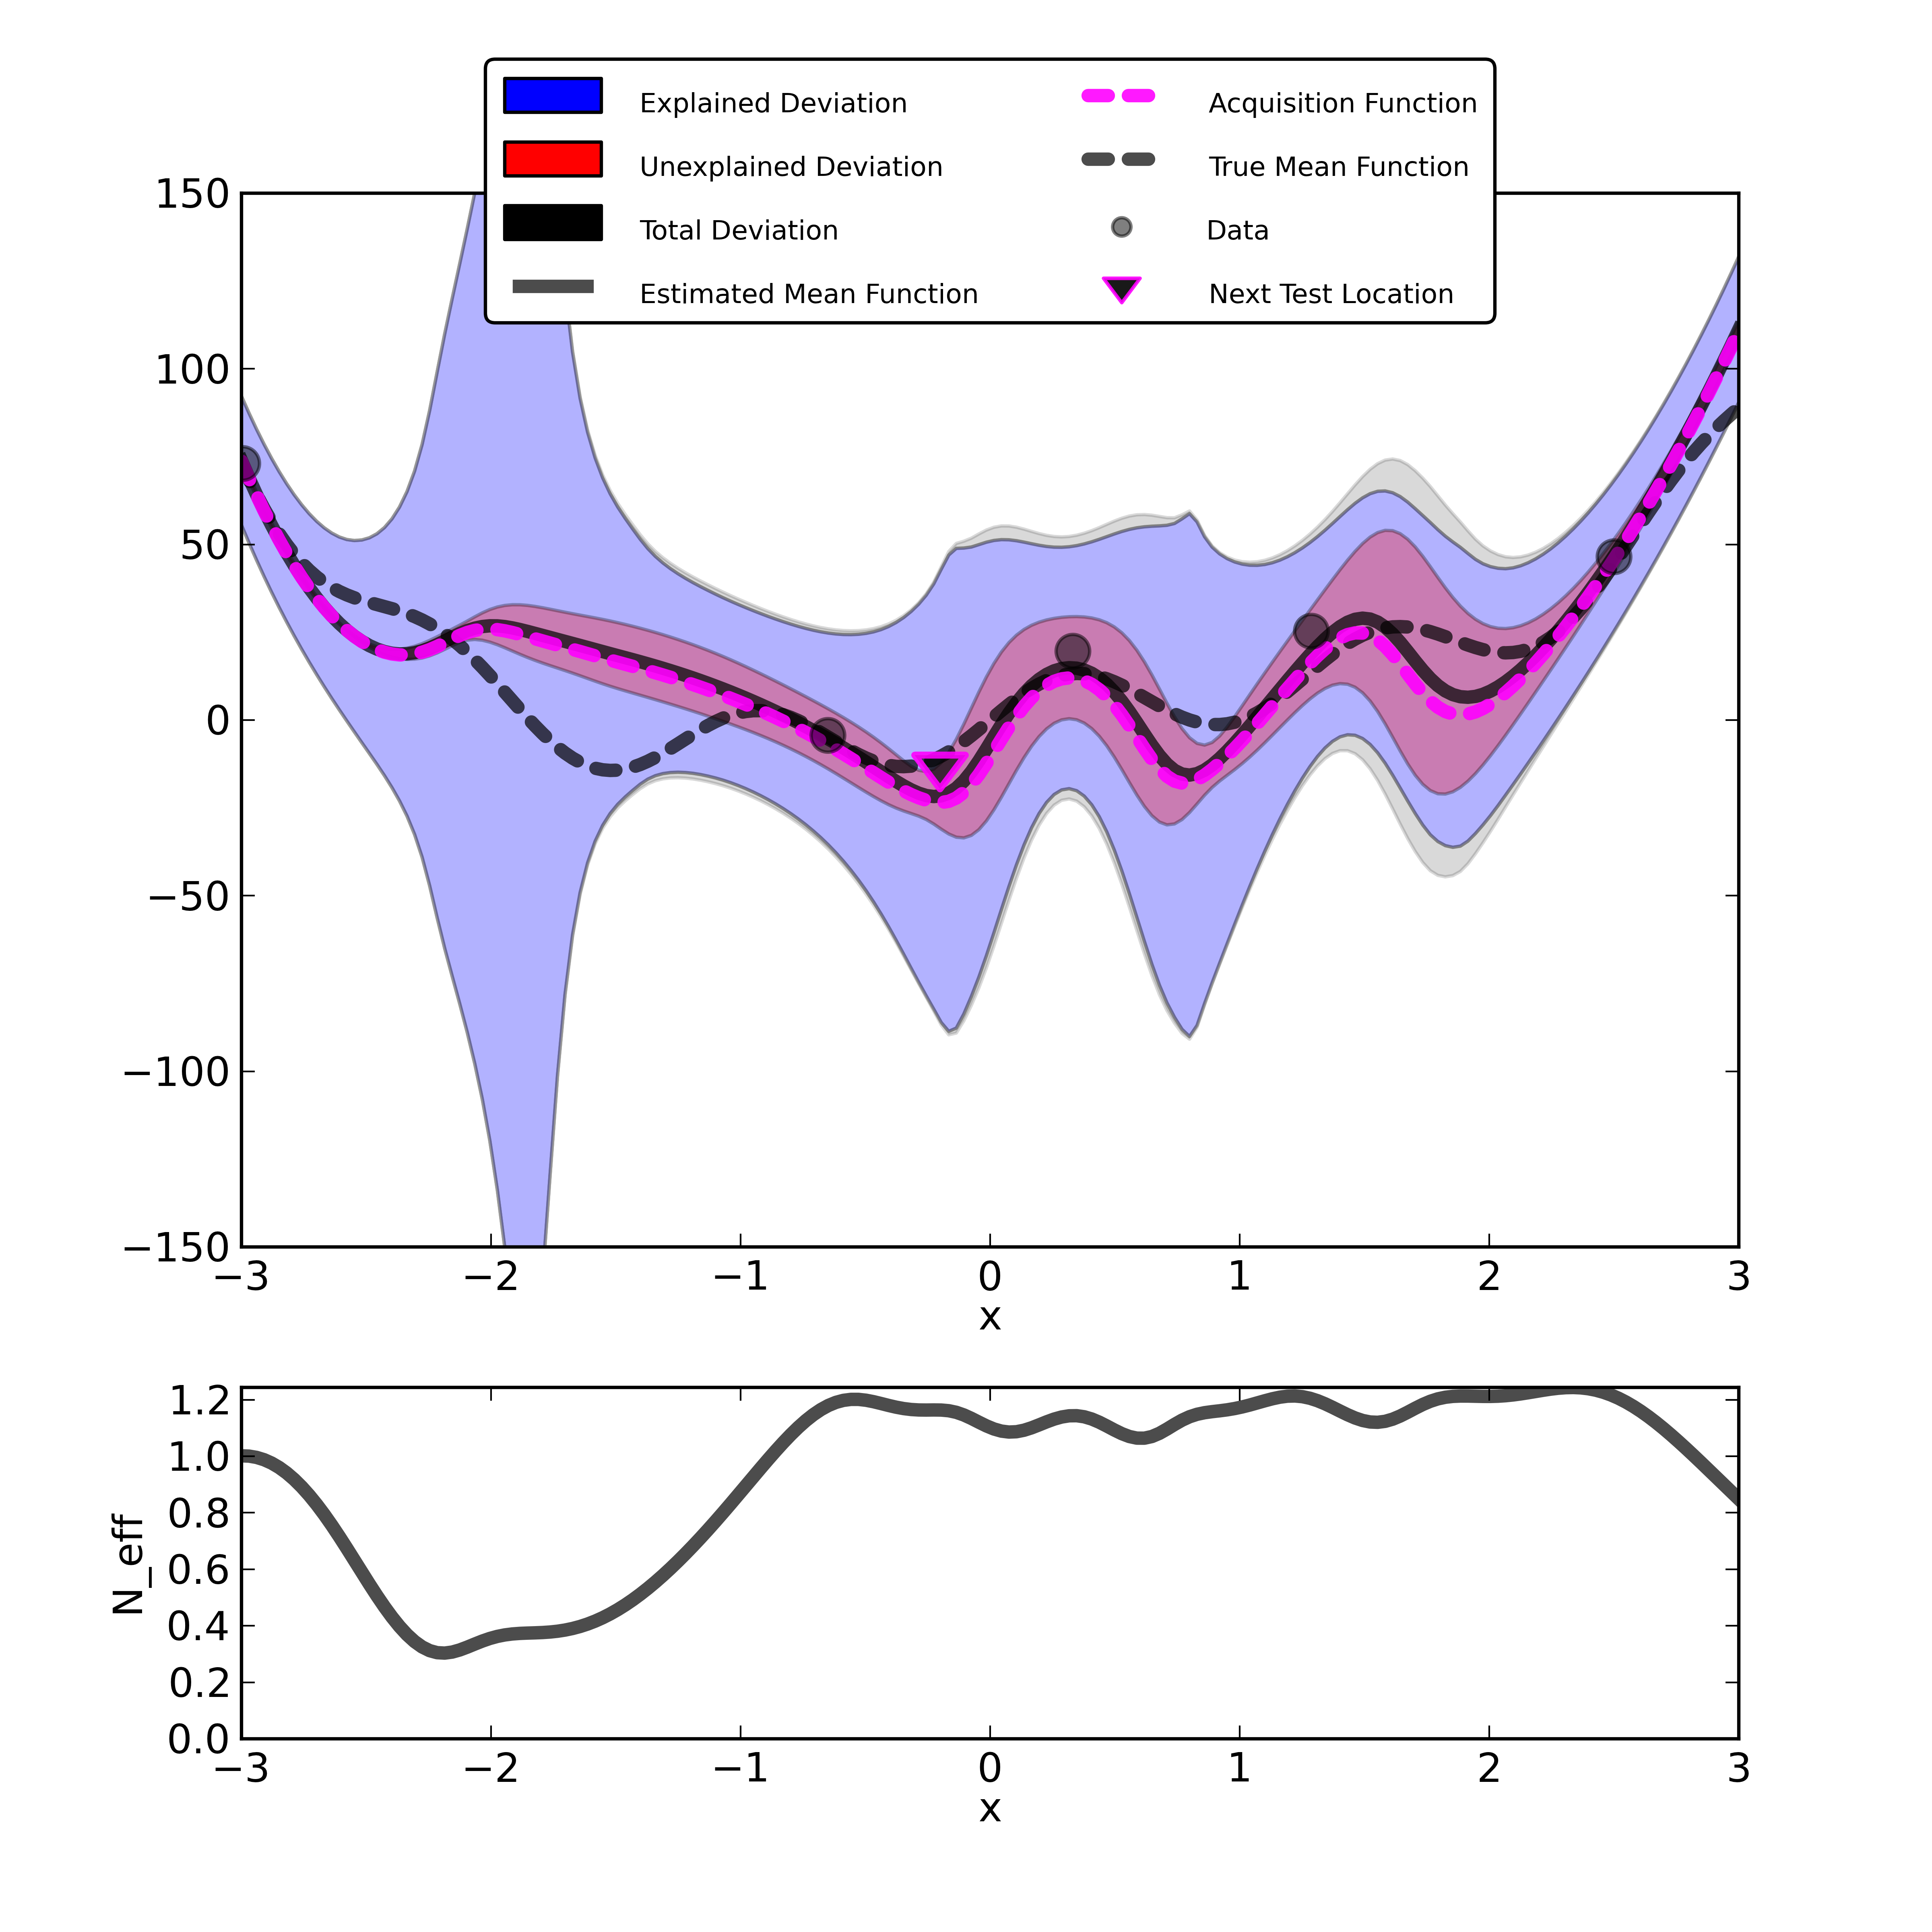 Explained Deviation
Unexplained Deviation
Total Deviation
Estimated Mean Function
Acquisition Function
True Mean Function
Data
Next Test Location
150
100
50
0
−50
−100
−150
−3 −2 −1 0 1 2 3
x
N_eff
1.2
1.0
0.8
0.6
0.4
0.2
0.0
−3 −2 −1 0 1 2 3
x